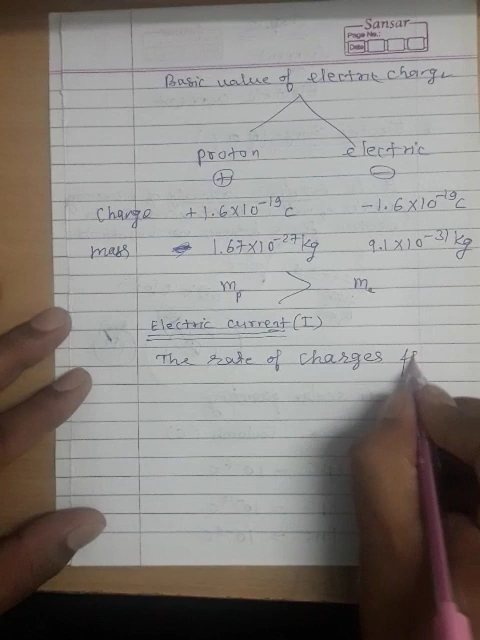 Sansar
Page No.:
Date
Basic value of electric charge
proton electric
+ −
Charge +1.6×10⁻¹⁹C −1.6×10⁻¹⁹C
mass 1.67×10⁻²⁷kg 9.1×10⁻³¹kg
mₚ > mₑ
Electric current (I)
The rate of charges